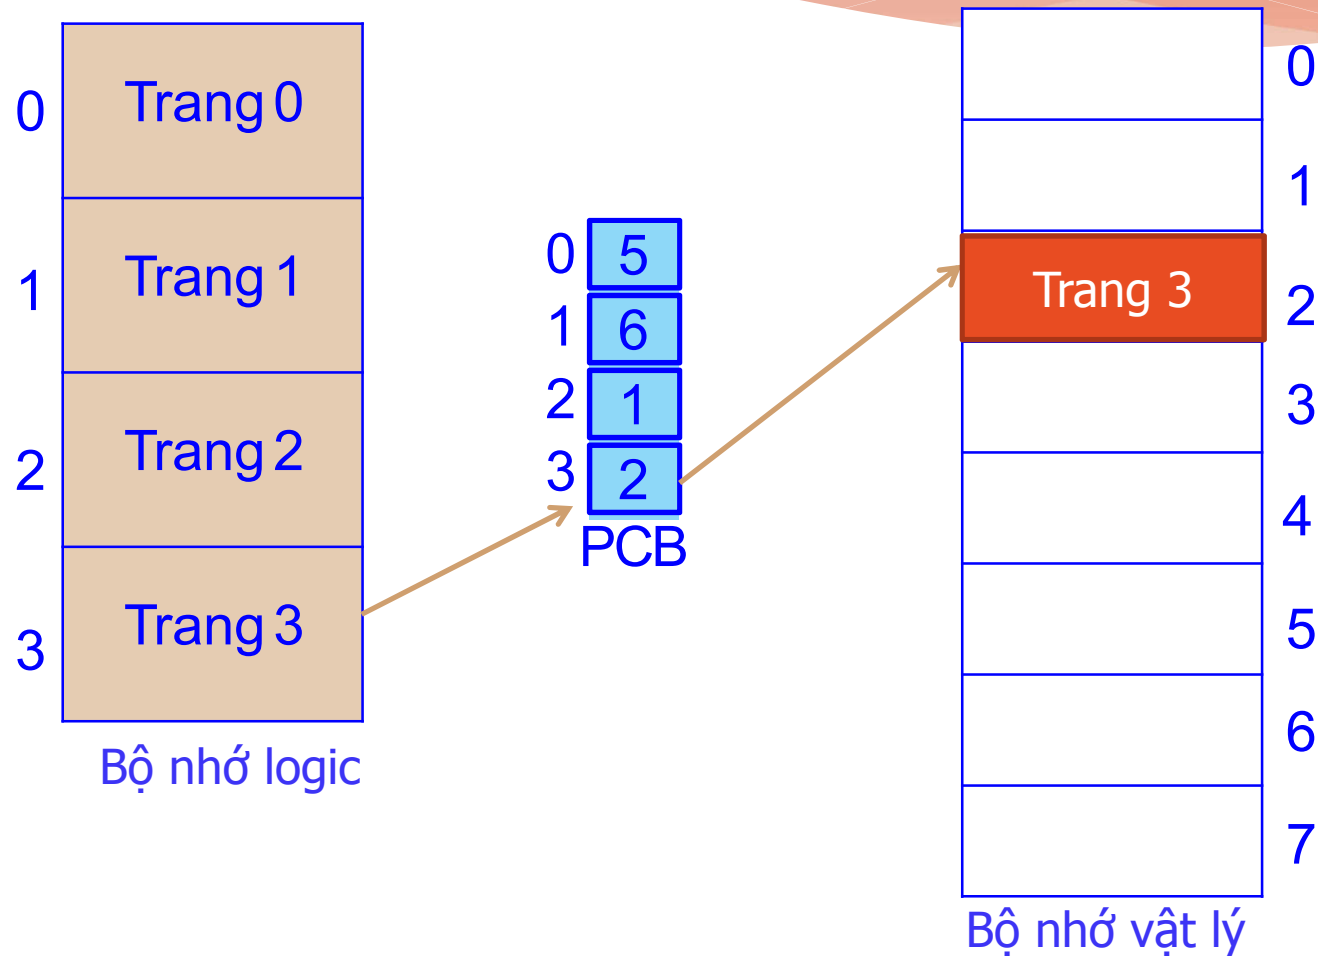 0 Trang 0
1 Trang 1
2 Trang 2
3 Trang 3
Bộ nhớ logic
0 5
1 6
2 1
3 2
PCB
0
1
Trang 3 2
3
4
5
6
7
Bộ nhớ vật lý